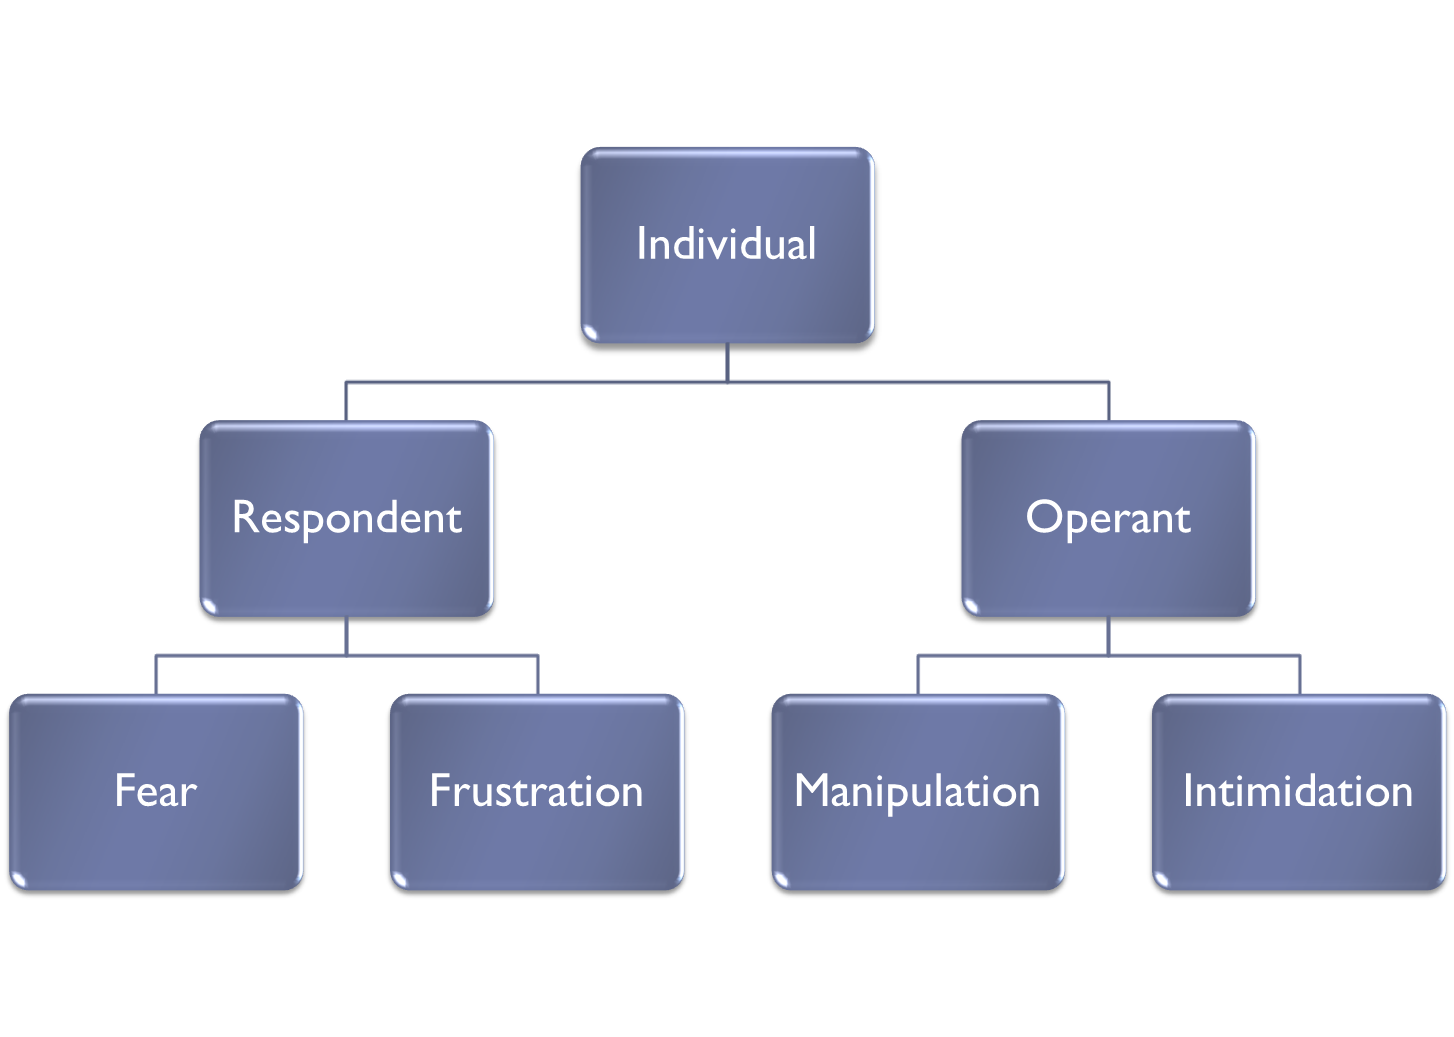 Individual
Respondent
Operant
Fear
Frustration
Manipulation
Intimidation